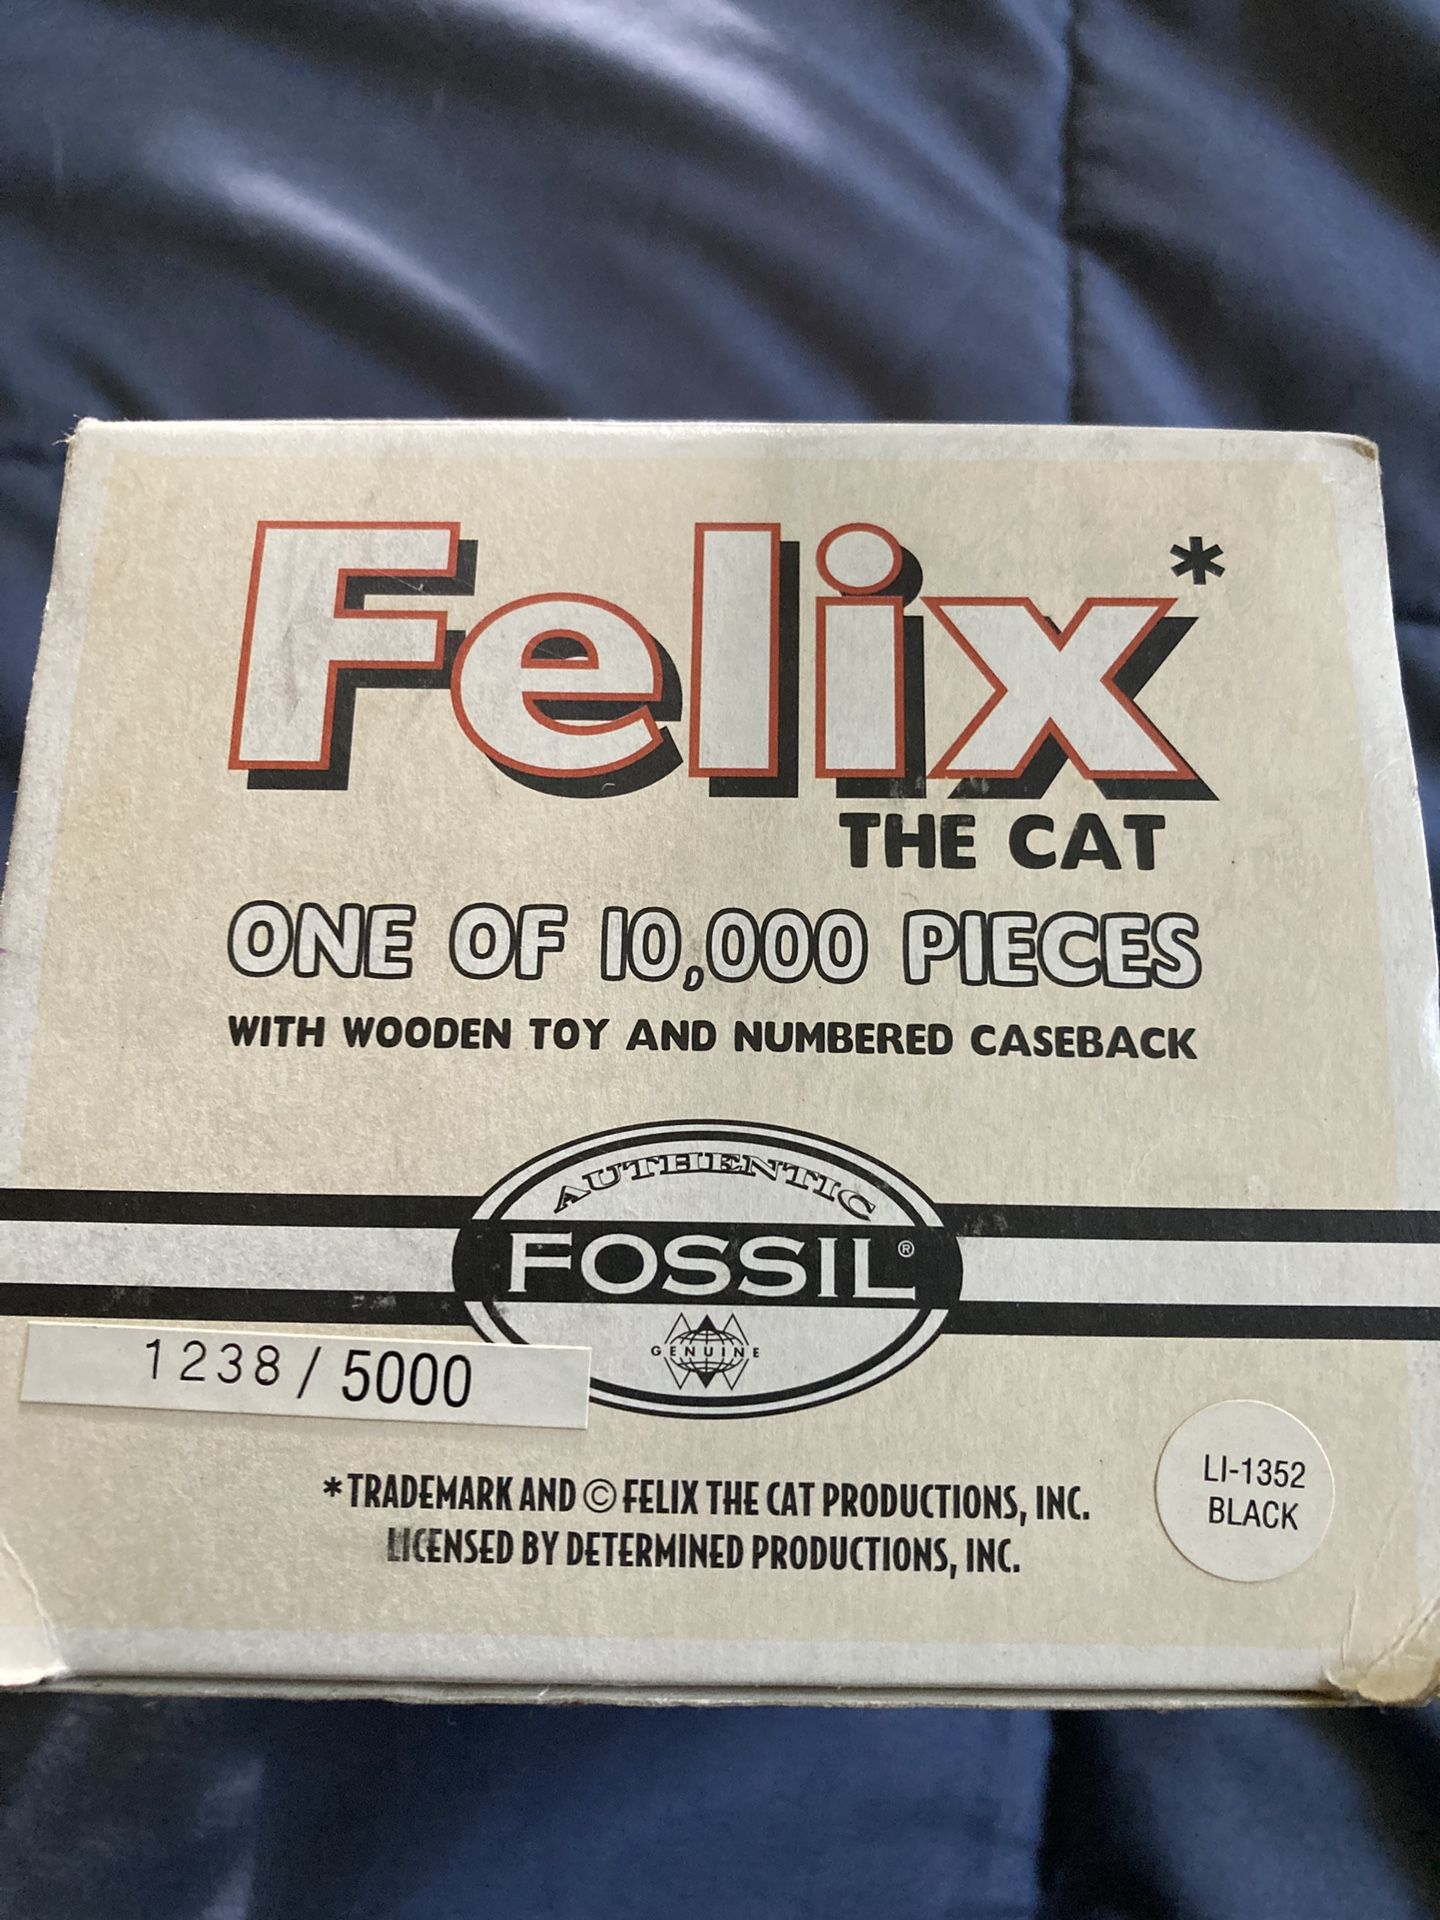 Felix*
THE CAT
ONE OF 10,000 PIECES
WITH WOODEN TOY AND NUMBERED CASEBACK
AUTHENTIC
FOSSIL®
GENUINE
1238 / 5000
LI-1352
BLACK
*TRADEMARK AND © FELIX THE CAT PRODUCTIONS, INC.
LICENSED BY DETERMINED PRODUCTIONS, INC.